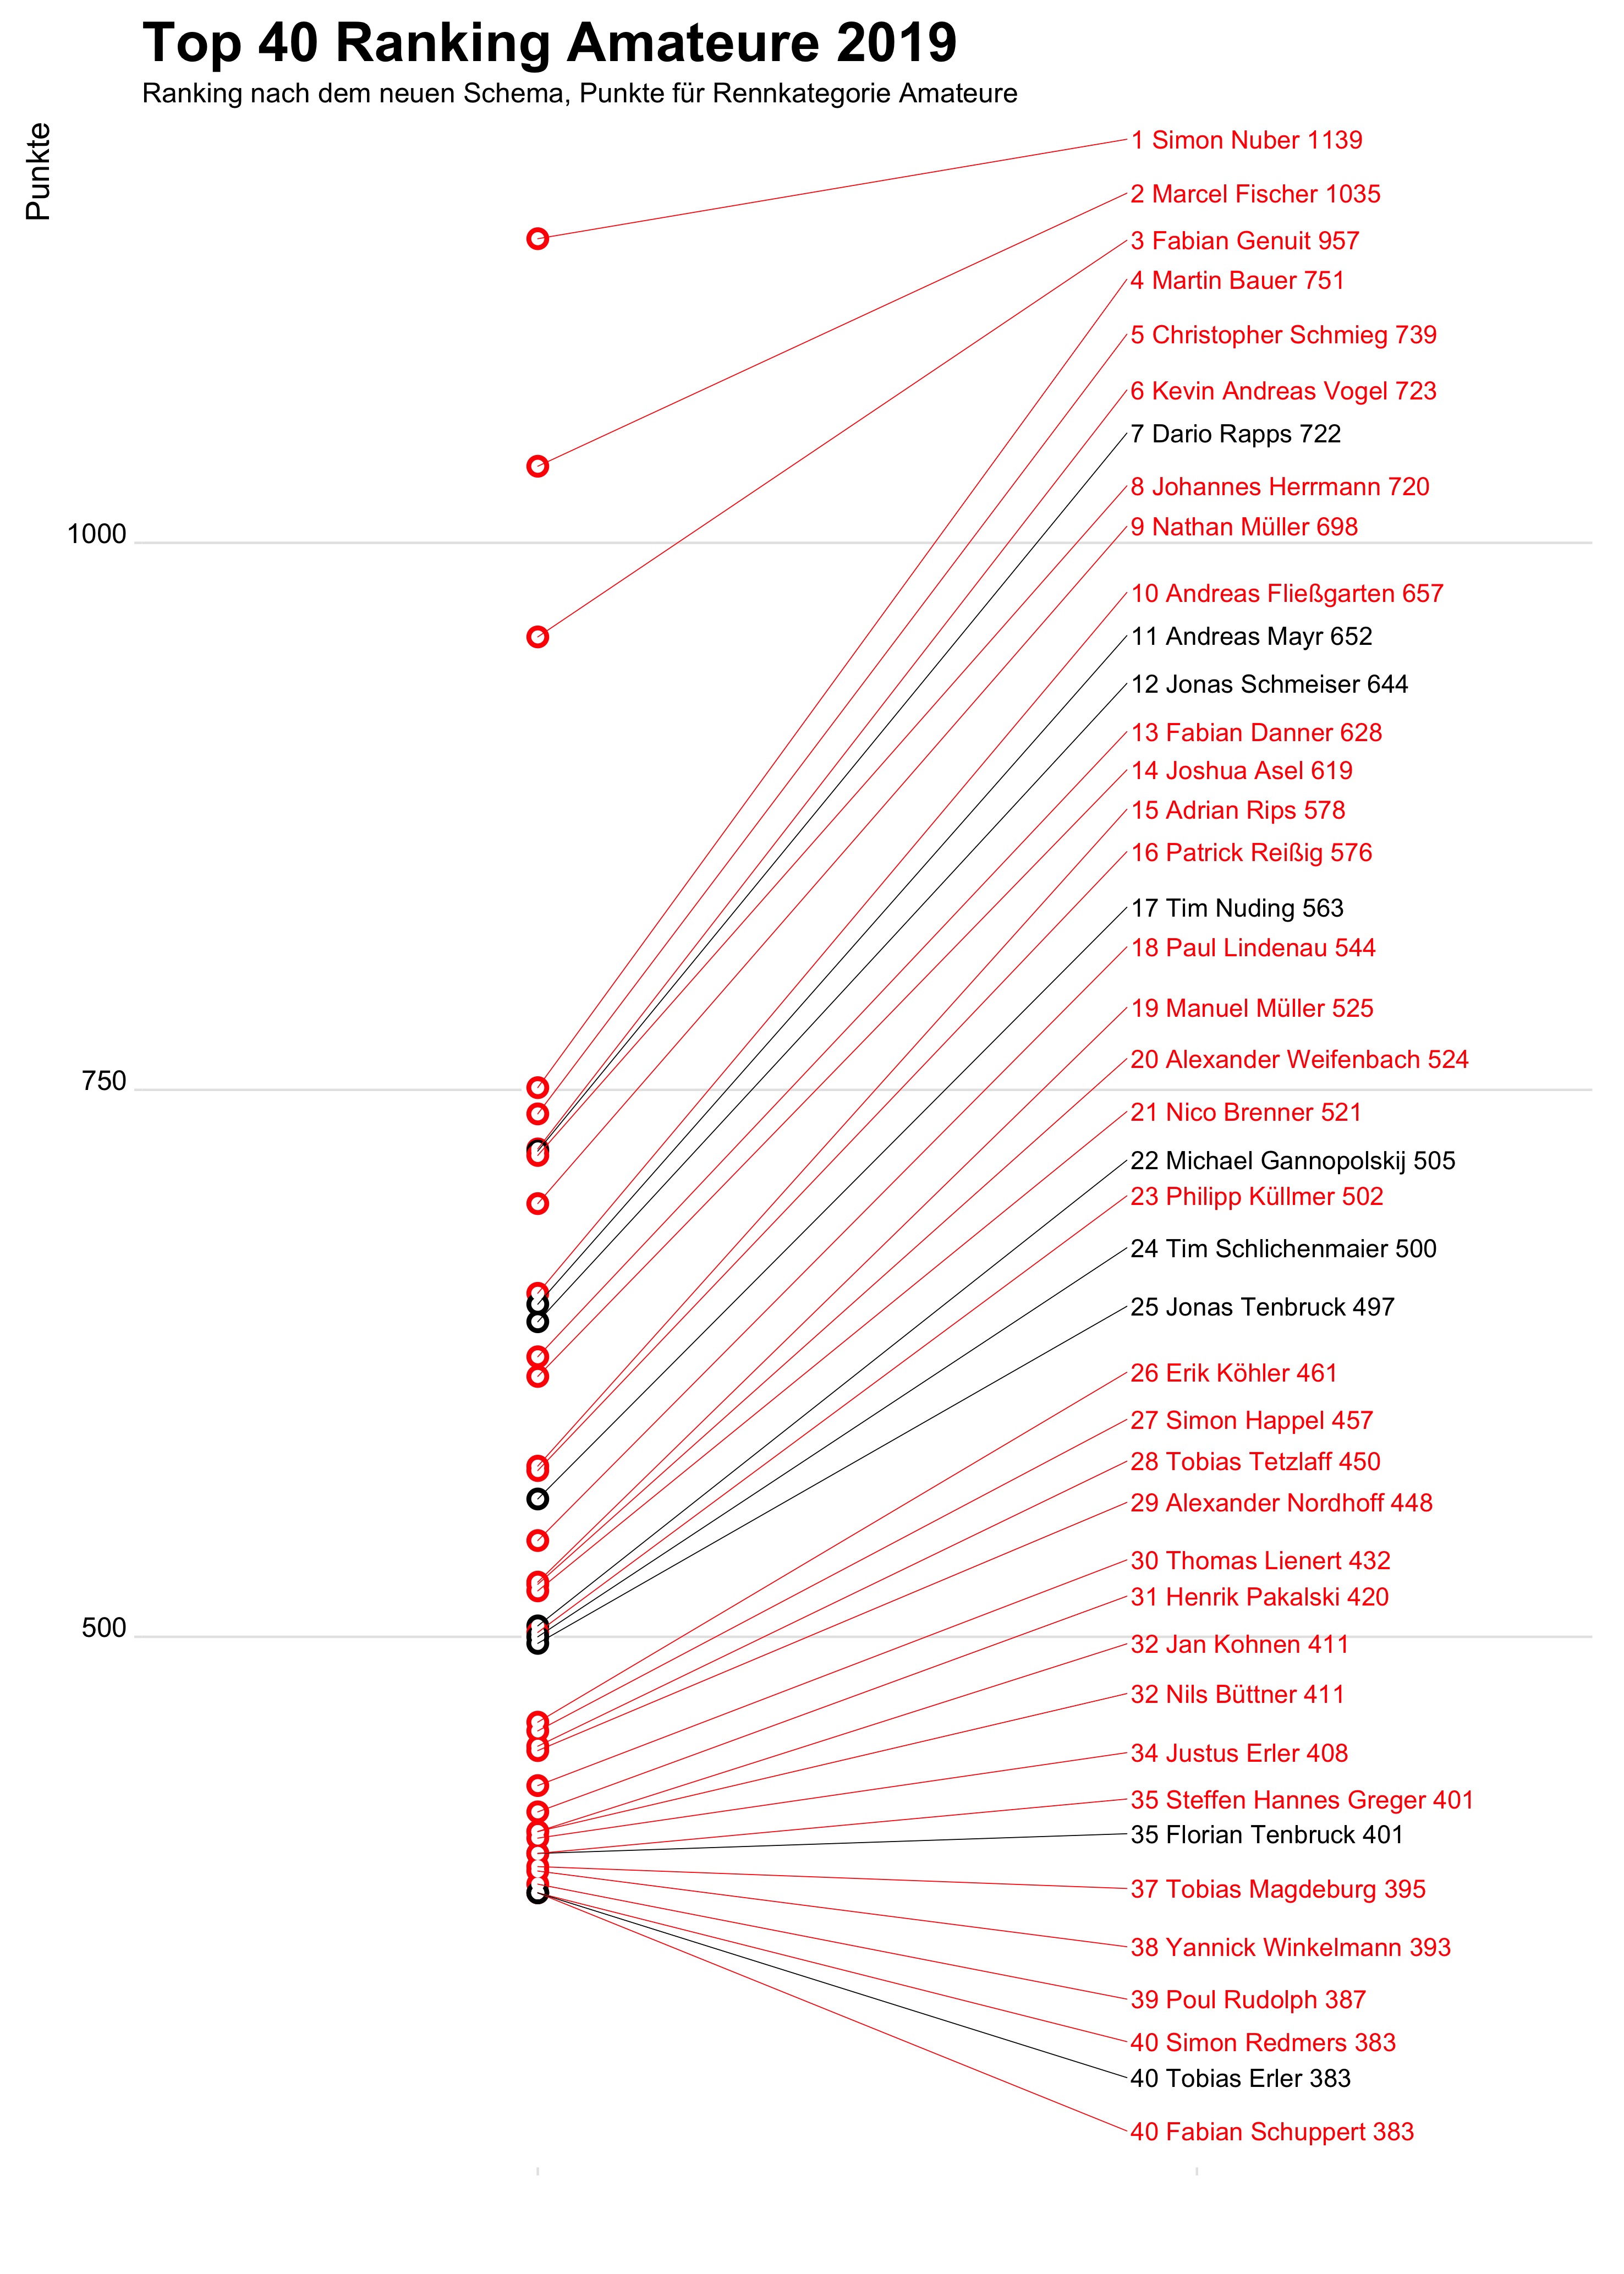 Top 40 Ranking Amateure 2019
Ranking nach dem neuen Schema, Punkte für Rennkategorie Amateure
Punkte
1000
750
500
1 Simon Nuber 1139
2 Marcel Fischer 1035
3 Fabian Genuit 957
4 Martin Bauer 751
5 Christopher Schmieg 739
6 Kevin Andreas Vogel 723
7 Dario Rapps 722
8 Johannes Herrmann 720
9 Nathan Müller 698
10 Andreas Fließgarten 657
11 Andreas Mayr 652
12 Jonas Schmeiser 644
13 Fabian Danner 628
14 Joshua Asel 619
15 Adrian Rips 578
16 Patrick Reißig 576
17 Tim Nuding 563
18 Paul Lindenau 544
19 Manuel Müller 525
20 Alexander Weifenbach 524
21 Nico Brenner 521
22 Michael Gannopolskij 505
23 Philipp Küllmer 502
24 Tim Schlichenmaier 500
25 Jonas Tenbruck 497
26 Erik Köhler 461
27 Simon Happel 457
28 Tobias Tetzlaff 450
29 Alexander Nordhoff 448
30 Thomas Lienert 432
31 Henrik Pakalski 420
32 Jan Kohnen 411
32 Nils Büttner 411
34 Justus Erler 408
35 Steffen Hannes Greger 401
35 Florian Tenbruck 401
37 Tobias Magdeburg 395
38 Yannick Winkelmann 393
39 Poul Rudolph 387
40 Simon Redmers 383
40 Tobias Erler 383
40 Fabian Schuppert 383